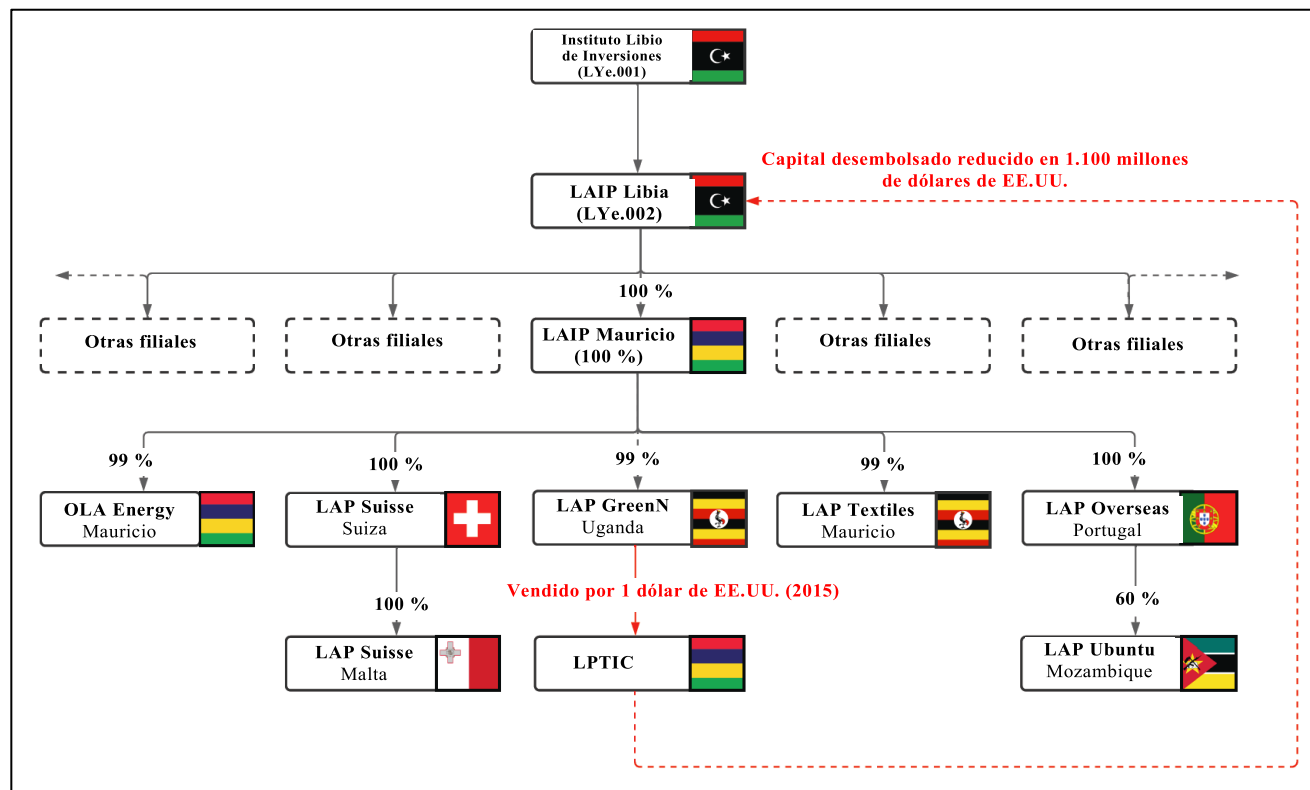 Instituto Libio
de Inversiones
(LYe.001)
Capital desembolsado reducido en 1.100 millones
de dólares de EE.UU.
LAIP Libia
(LYe.002)
100 %
Otras filiales
Otras filiales
LAIP Mauricio
(100 %)
Otras filiales
Otras filiales
99 %
100 %
99 %
99 %
100 %
OLA Energy
Mauricio
LAP Suisse
Suiza
LAP GreenN
Uganda
LAP Textiles
Mauricio
LAP Overseas
Portugal
Vendido por 1 dólar de EE.UU. (2015)
100 %
60 %
LAP Suisse
Malta
LPTIC
LAP Ubuntu
Mozambique